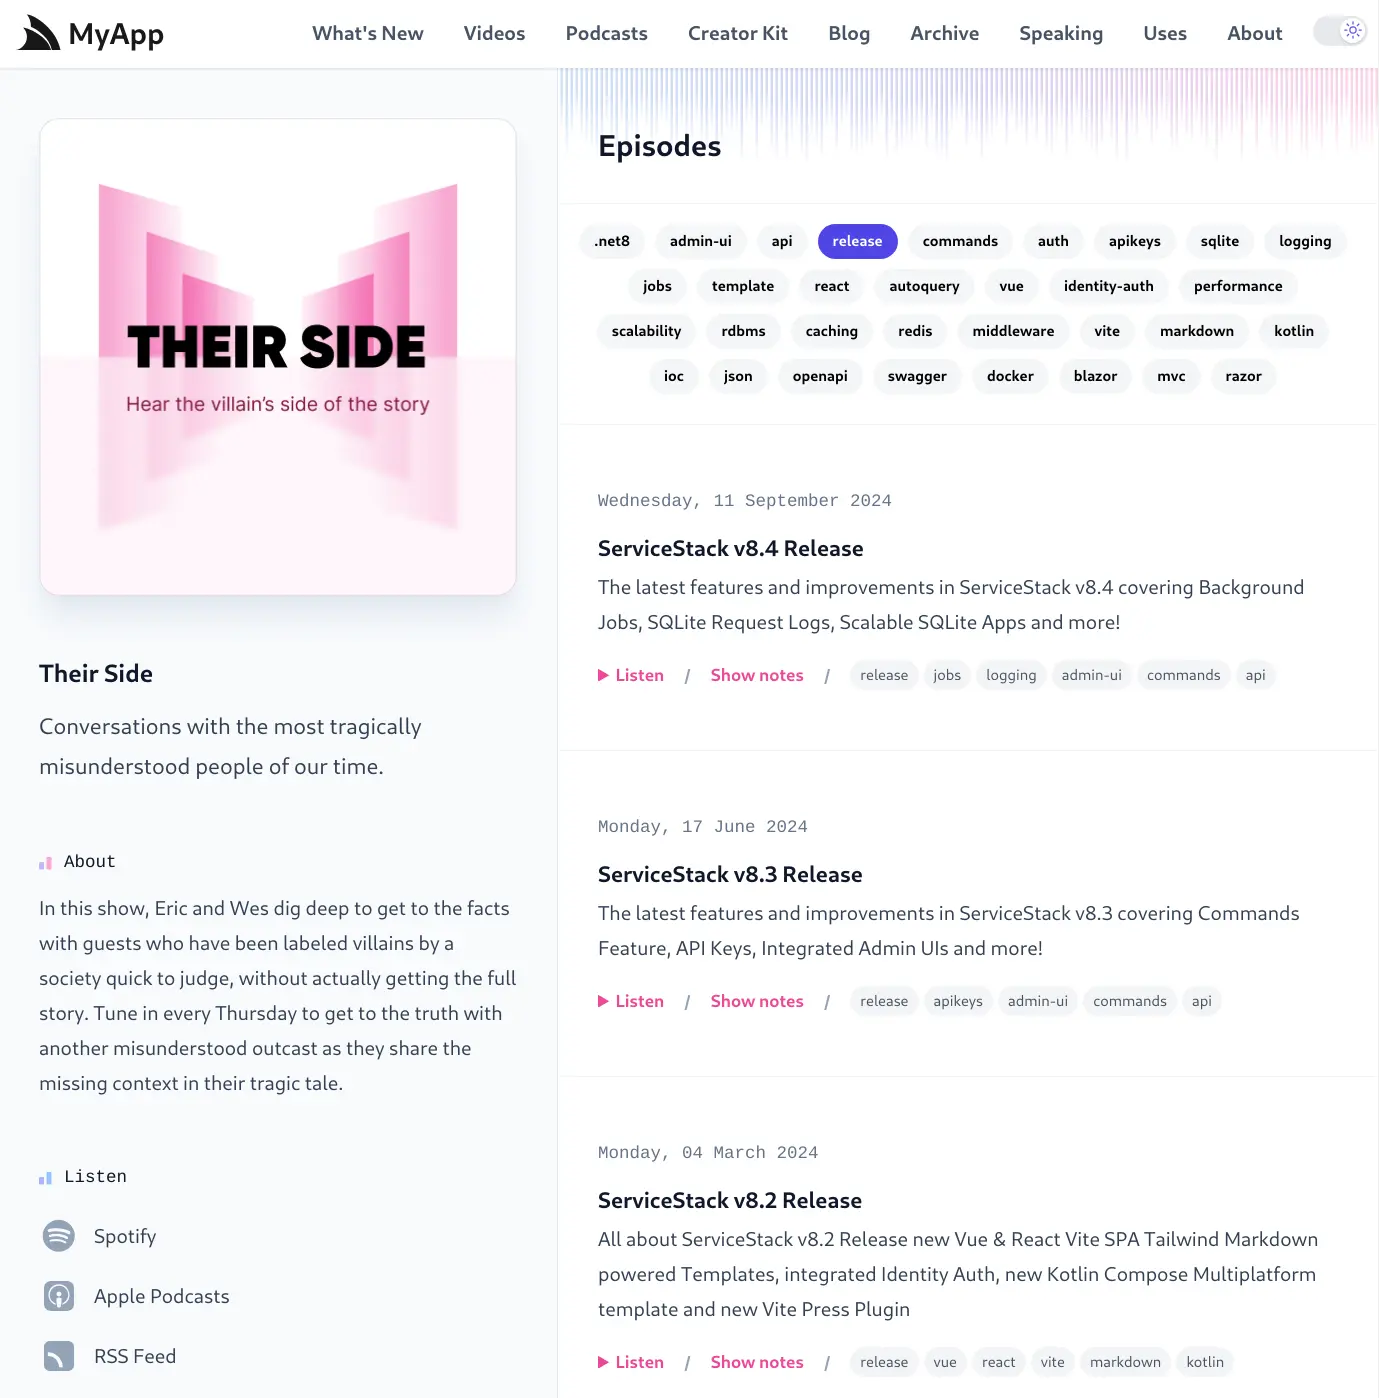 MyApp
What's New Videos Podcasts Creator Kit Blog Archive Speaking Uses About
THEIR SIDE
Hear the villain’s side of the story
Their Side
Conversations with the most tragically
misunderstood people of our time.
About
In this show, Eric and Wes dig deep to get to the facts
with guests who have been labeled villains by a
society quick to judge, without actually getting the full
story. Tune in every Thursday to get to the truth with
another misunderstood outcast as they share the
missing context in their tragic tale.
Listen
Spotify
Apple Podcasts
RSS Feed
Episodes
.net8 admin-ui api release commands auth apikeys sqlite logging
jobs template react autoquery vue identity-auth performance
scalability rdbms caching redis middleware vite markdown kotlin
ioc json openapi swagger docker blazor mvc razor
Wednesday, 11 September 2024
ServiceStack v8.4 Release
The latest features and improvements in ServiceStack v8.4 covering Background
Jobs, SQLite Request Logs, Scalable SQLite Apps and more!
Listen / Show notes / release jobs logging admin-ui commands api
Monday, 17 June 2024
ServiceStack v8.3 Release
The latest features and improvements in ServiceStack v8.3 covering Commands
Feature, API Keys, Integrated Admin UIs and more!
Listen / Show notes / release apikeys admin-ui commands api
Monday, 04 March 2024
ServiceStack v8.2 Release
All about ServiceStack v8.2 Release new Vue & React Vite SPA Tailwind Markdown
powered Templates, integrated Identity Auth, new Kotlin Compose Multiplatform
template and new Vite Press Plugin
Listen / Show notes / release vue react vite markdown kotlin